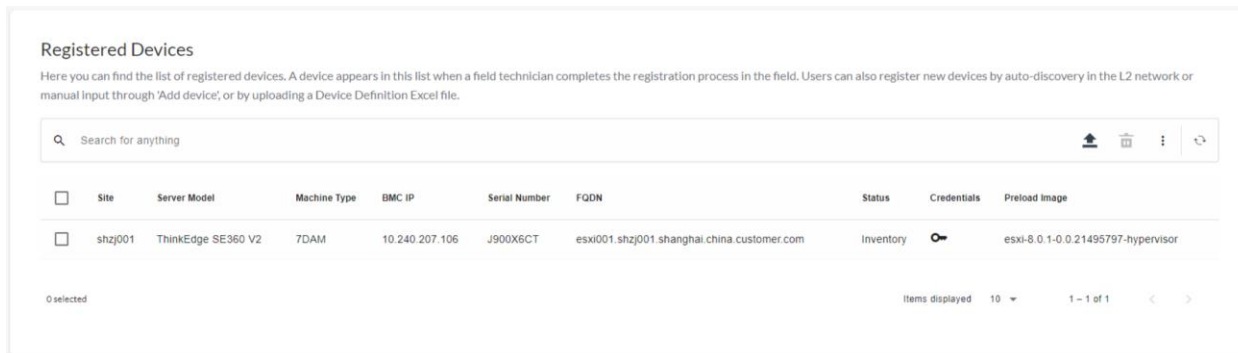 Registered Devices
Here you can find the list of registered devices. A device appears in this list when a field technician completes the registration process in the field. Users can also register new devices by auto-discovery in the L2 network or
manual input through 'Add device', or by uploading a Device Definition Excel file.
Search for anything
Site Server Model Machine Type BMC IP Serial Number FQDN Status Credentials Preload Image
shzj001 ThinkEdge SE360 V2 7DAM 10.240.207.106 J900X6CT esxi001.shzj001.shanghai.china.customer.com Inventory esxi-8.0.1-0.0.21495797-hypervisor
0 selected Items displayed 10 1 – 1 of 1